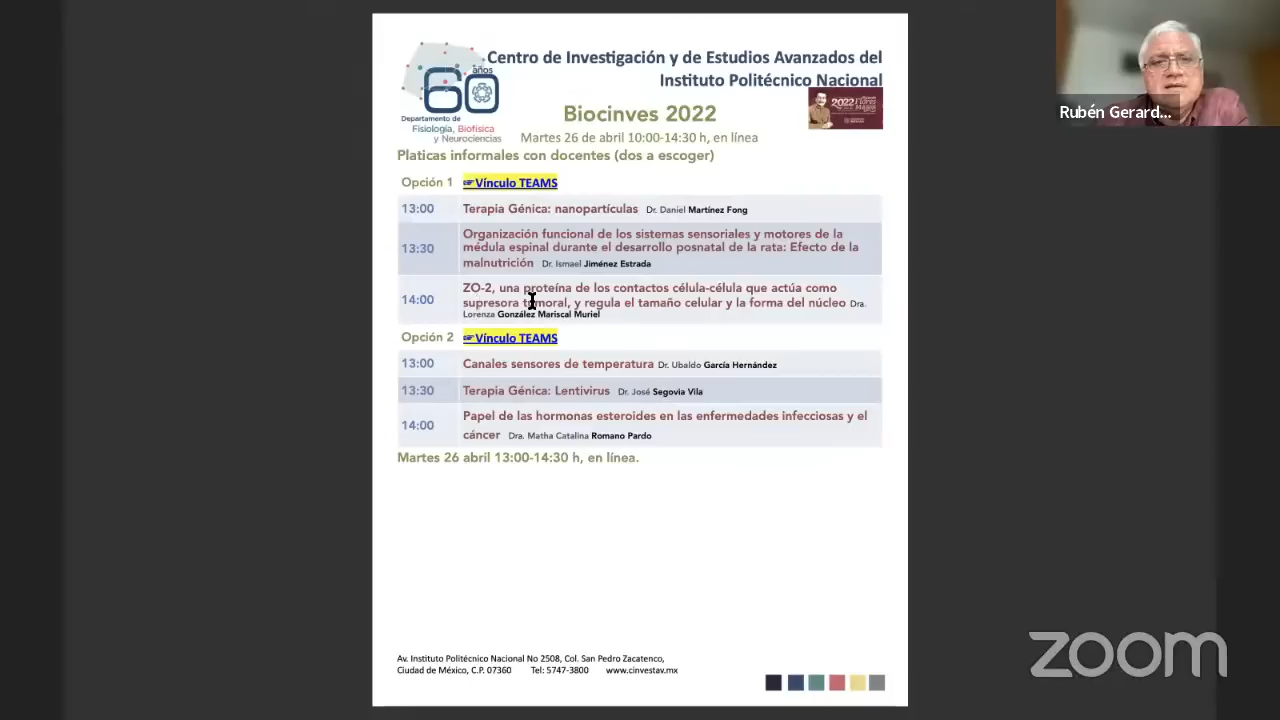 Centro de Investigación y de Estudios Avanzados del
Instituto Politécnico Nacional
60
años
Departamento de
Fisiología, Biofísica
y Neurociencias
Biocinves 2022
2022 Flores Magón
Martes 26 de abril 10:00-14:30 h, en línea
Platicas informales con docentes (dos a escoger)
Opción 1 ☞Vínculo TEAMS
13:00 Terapia Génica: nanopartículas Dr. Daniel Martínez Fong
13:30 Organización funcional de los sistemas sensoriales y motores de la
médula espinal durante el desarrollo posnatal de la rata: Efecto de la
malnutrición Dr. Ismael Jiménez Estrada
14:00 ZO-2, una proteína de los contactos célula-célula que actúa como
supresora tumoral, y regula el tamaño celular y la forma del núcleo Dra.
Lorenza González Mariscal Muriel
Opción 2 ☞Vínculo TEAMS
13:00 Canales sensores de temperatura Dr. Ubaldo García Hernández
13:30 Terapia Génica: Lentivirus Dr. José Segovia Vila
14:00 Papel de las hormonas esteroides en las enfermedades infecciosas y el
cáncer Dra. Matha Catalina Romano Pardo
Martes 26 abril 13:00-14:30 h, en línea.
Av. Instituto Politécnico Nacional No 2508, Col. San Pedro Zacatenco,
Ciudad de México, C.P. 07360 Tel: 5747-3800 www.cinvestav.mx
Rubén Gerard...
zoom